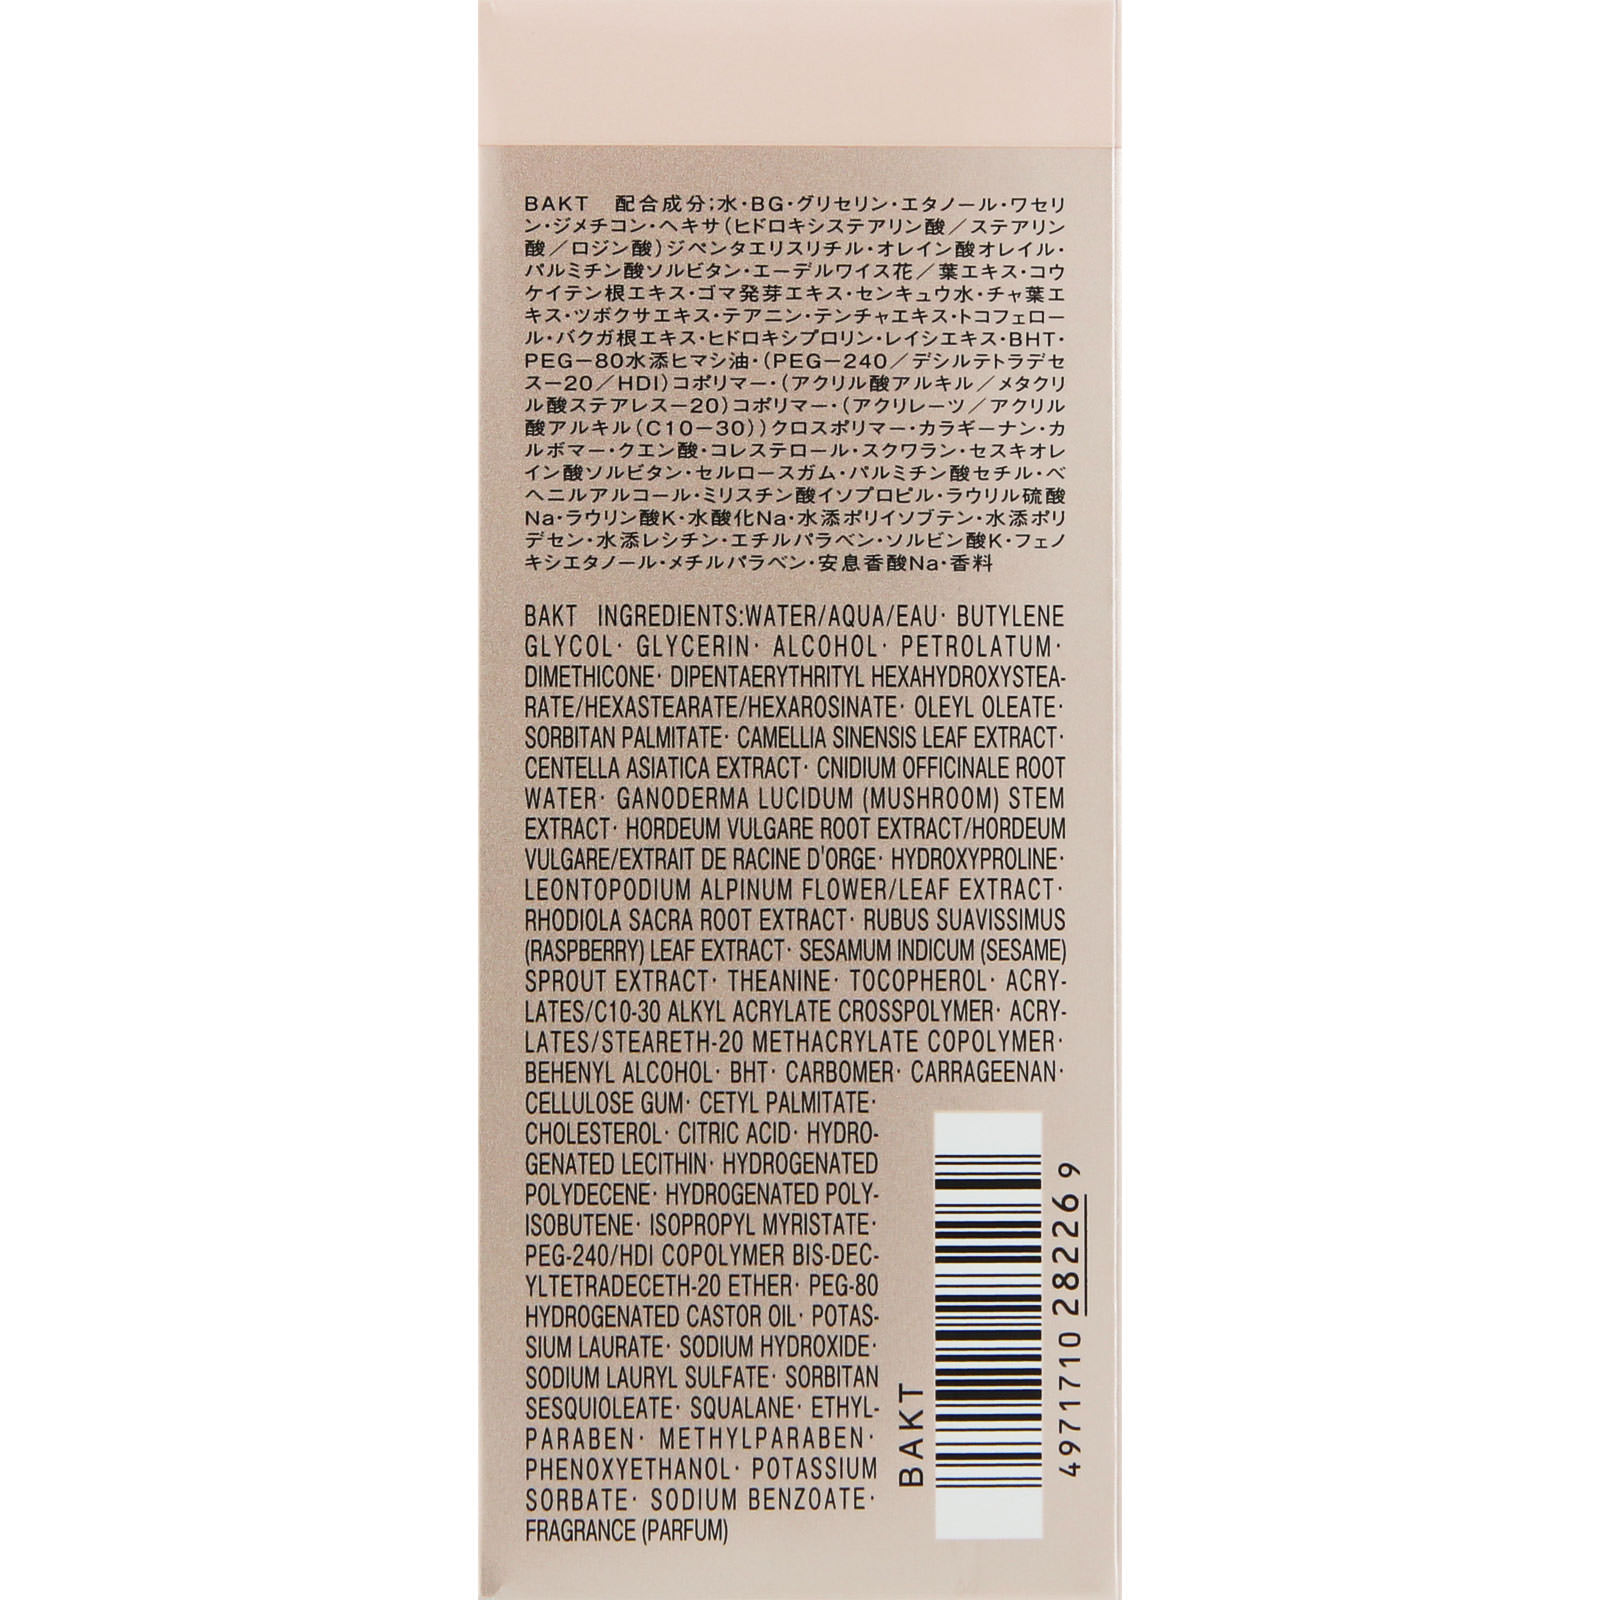 BAKT 配合成分;水・BG・グリセリン・エタノール・ワセリ
ン・ジメチコン・ヘキサ(ヒドロキシステアリン酸/ステアリン
酸/ロジン酸)ジペンタエリスリチル・オレイン酸オレイル・
パルミチン酸ソルビタン・エーデルワイス花/葉エキス・コウ
ケイテン根エキス・ゴマ発芽エキス・センキュウ水・チャ葉エ
キス・ツボクサエキス・テアニン・テンチャエキス・トコフェロー
ル・バクガ根エキス・ヒドロキシプロリン・レイシエキス・BHT・
PEG-80水添ヒマシ油・(PEG-240/デシルテトラデセ
ス-20/HDI)コポリマー・(アクリル酸アルキル/メタクリ
ル酸ステアレス-20)コポリマー・(アクリレーツ/アクリル
酸アルキル(C10-30))クロスポリマー・カラギーナン・カ
ルボマー・クエン酸・コレステロール・スクワラン・セスキオレ
イン酸ソルビタン・セルロースガム・パルミチン酸セチル・ベ
ヘニルアルコール・ミリスチン酸イソプロピル・ラウリル硫酸
Na・ラウリン酸K・水酸化Na・水添ポリイソブテン・水添ポリ
デセン・水添レシチン・エチルパラベン・ソルビン酸K・フェノ
キシエタノール・メチルパラベン・安息香酸Na・香料
BAKT INGREDIENTS:WATER/AQUA/EAU· BUTYLENE
GLYCOL· GLYCERIN· ALCOHOL· PETROLATUM·
DIMETHICONE· DIPENTAERYTHRITYL HEXAHYDROXYSTEA-
RATE/HEXASTEARATE/HEXAROSINATE· OLEYL OLEATE·
SORBITAN PALMITATE· CAMELLIA SINENSIS LEAF EXTRACT·
CENTELLA ASIATICA EXTRACT· CNIDIUM OFFICINALE ROOT
WATER· GANODERMA LUCIDUM (MUSHROOM) STEM
EXTRACT· HORDEUM VULGARE ROOT EXTRACT/HORDEUM
VULGARE/EXTRAIT DE RACINE D'ORGE· HYDROXYPROLINE·
LEONTOPODIUM ALPINUM FLOWER/LEAF EXTRACT·
RHODIOLA SACRA ROOT EXTRACT· RUBUS SUAVISSIMUS
(RASPBERRY) LEAF EXTRACT· SESAMUM INDICUM (SESAME)
SPROUT EXTRACT· THEANINE· TOCOPHEROL· ACRY-
LATES/C10-30 ALKYL ACRYLATE CROSSPOLYMER· ACRY-
LATES/STEARETH-20 METHACRYLATE COPOLYMER·
BEHENYL ALCOHOL· BHT· CARBOMER· CARRAGEENAN·
CELLULOSE GUM· CETYL PALMITATE·
CHOLESTEROL· CITRIC ACID· HYDRO-
GENATED LECITHIN· HYDROGENATED
POLYDECENE· HYDROGENATED POLY-
ISOBUTENE· ISOPROPYL MYRISTATE·
PEG-240/HDI COPOLYMER BIS-DEC-
YLTETRADECETH-20 ETHER· PEG-80
HYDROGENATED CASTOR OIL· POTAS-
SIUM LAURATE· SODIUM HYDROXIDE·
SODIUM LAURYL SULFATE· SORBITAN
SESQUIOLEATE· SQUALANE· ETHYL-
PARABEN· METHYLPARABEN·
PHENOXYETHANOL· POTASSIUM
SORBATE· SODIUM BENZOATE·
FRAGRANCE (PARFUM)
BAKT
4971710 28226 9